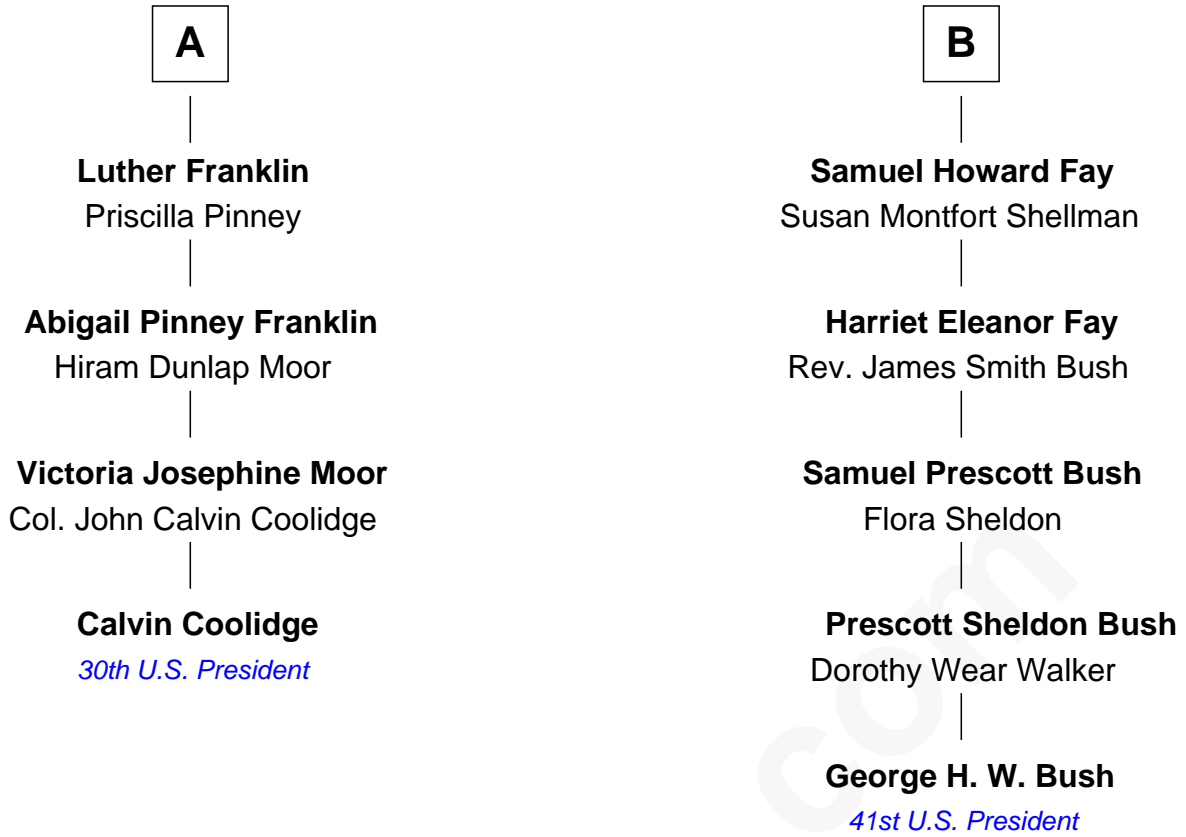 A
Luther Franklin
Priscilla Pinney
Abigail Pinney Franklin
Hiram Dunlap Moor
Victoria Josephine Moor
Col. John Calvin Coolidge
Calvin Coolidge
30th U.S. President
B
Samuel Howard Fay
Susan Montfort Shellman
Harriet Eleanor Fay
Rev. James Smith Bush
Samuel Prescott Bush
Flora Sheldon
Prescott Sheldon Bush
Dorothy Wear Walker
George H. W. Bush
41st U.S. President
com